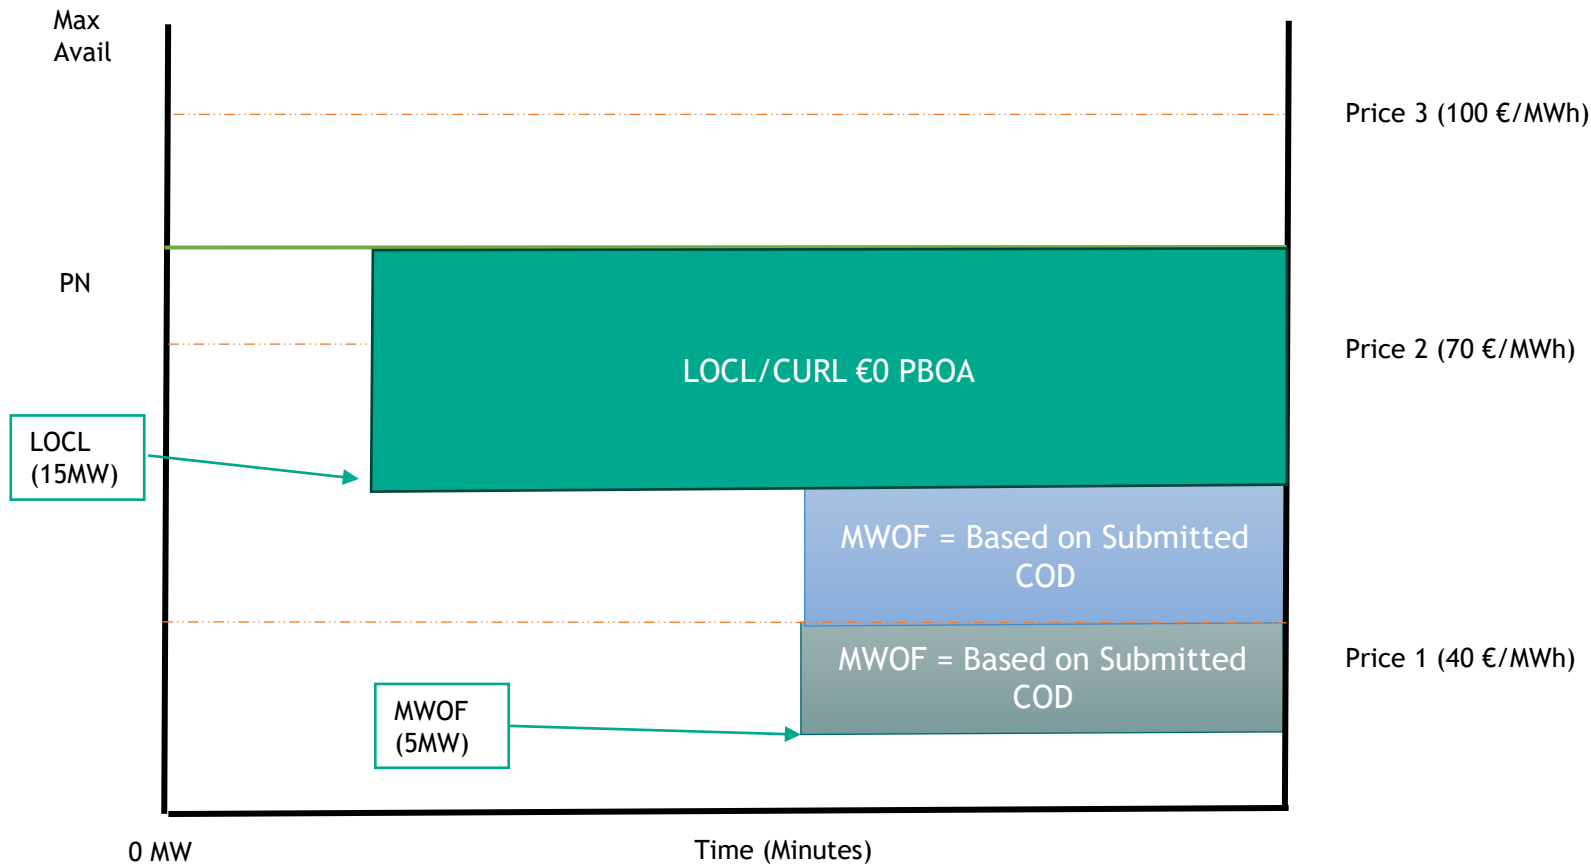 Max
Avail
Price 3 (100 €/MWh)
PN
Price 2 (70 €/MWh)
LOCL/CURL €0 PBOA
LOCL
(15MW)
MWOF = Based on Submitted
COD
MWOF = Based on Submitted
COD
Price 1 (40 €/MWh)
MWOF
(5MW)
0 MW
Time (Minutes)